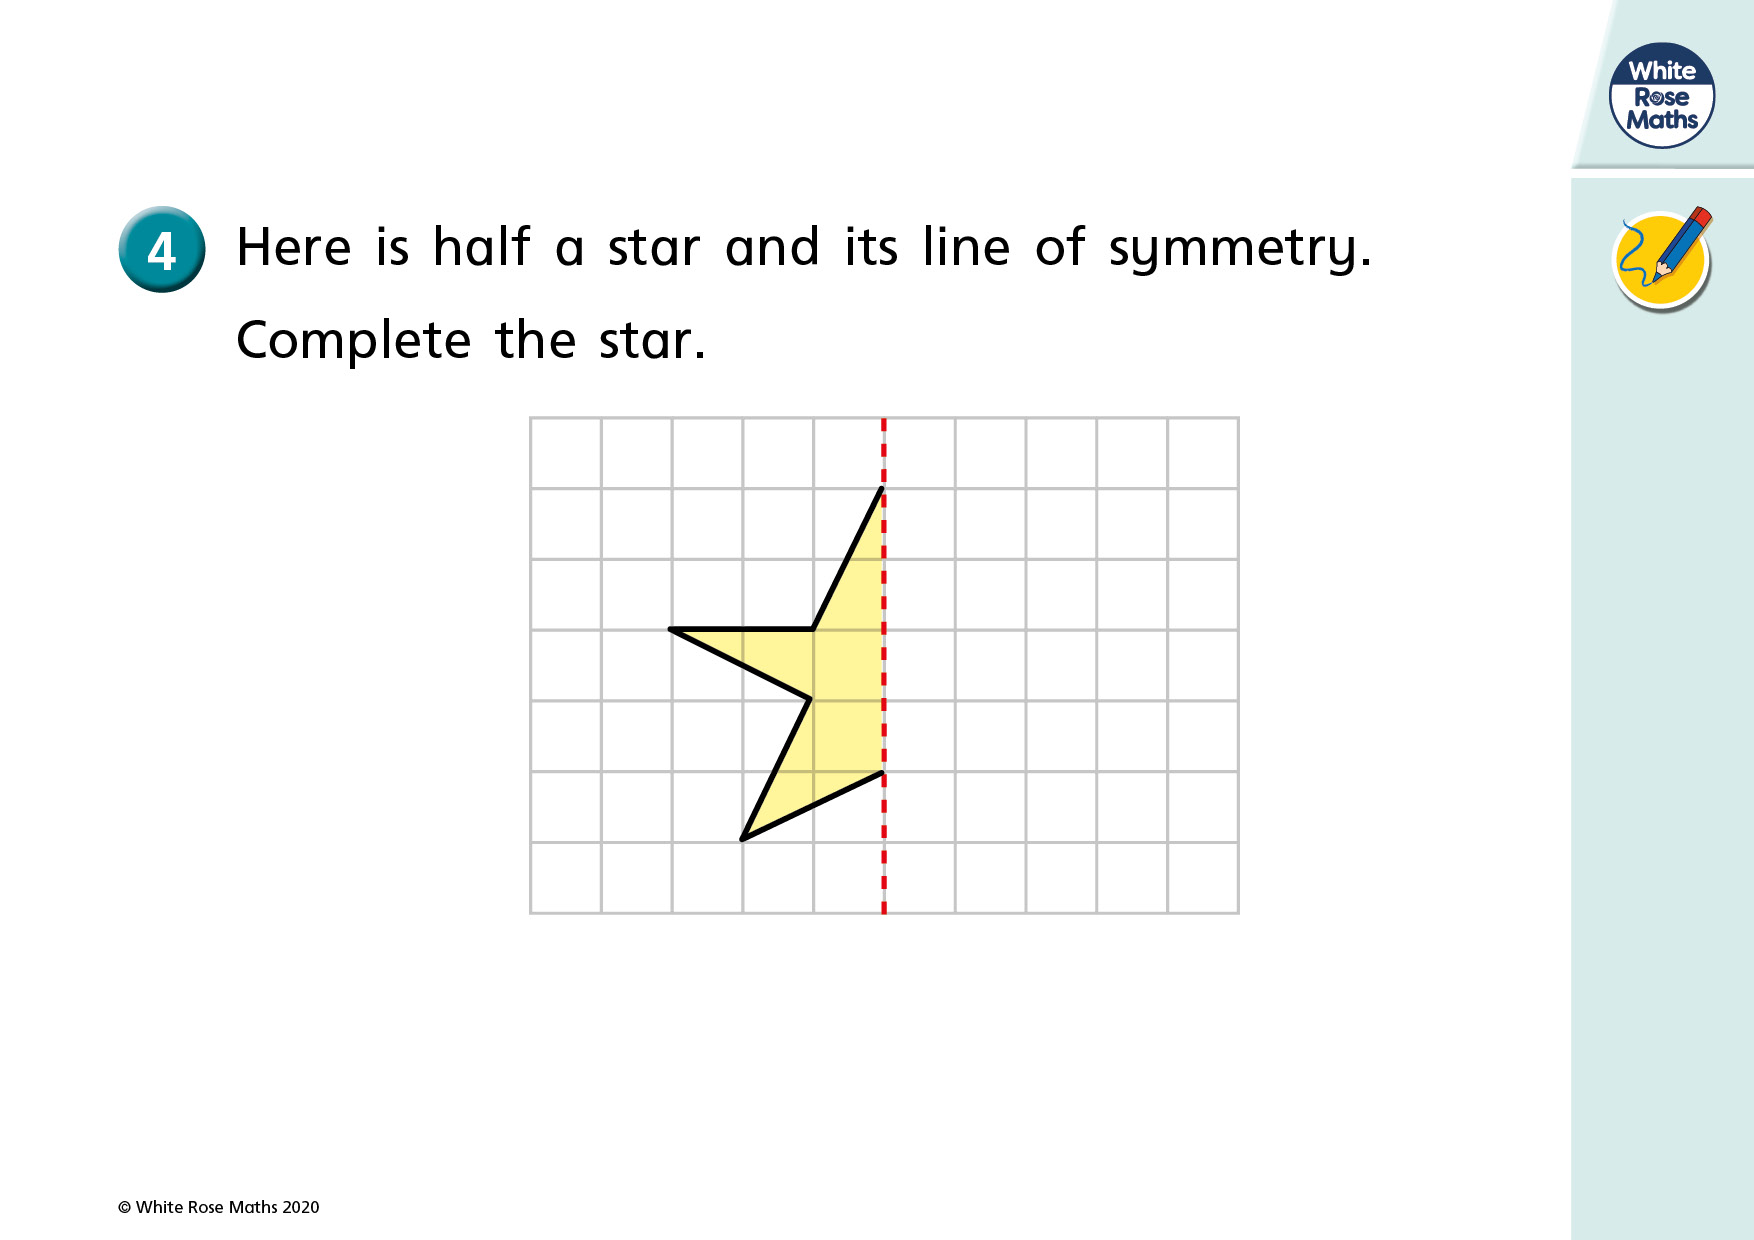 White
Rose
Maths
4 Here is half a star and its line of symmetry.
Complete the star.
© White Rose Maths 2020